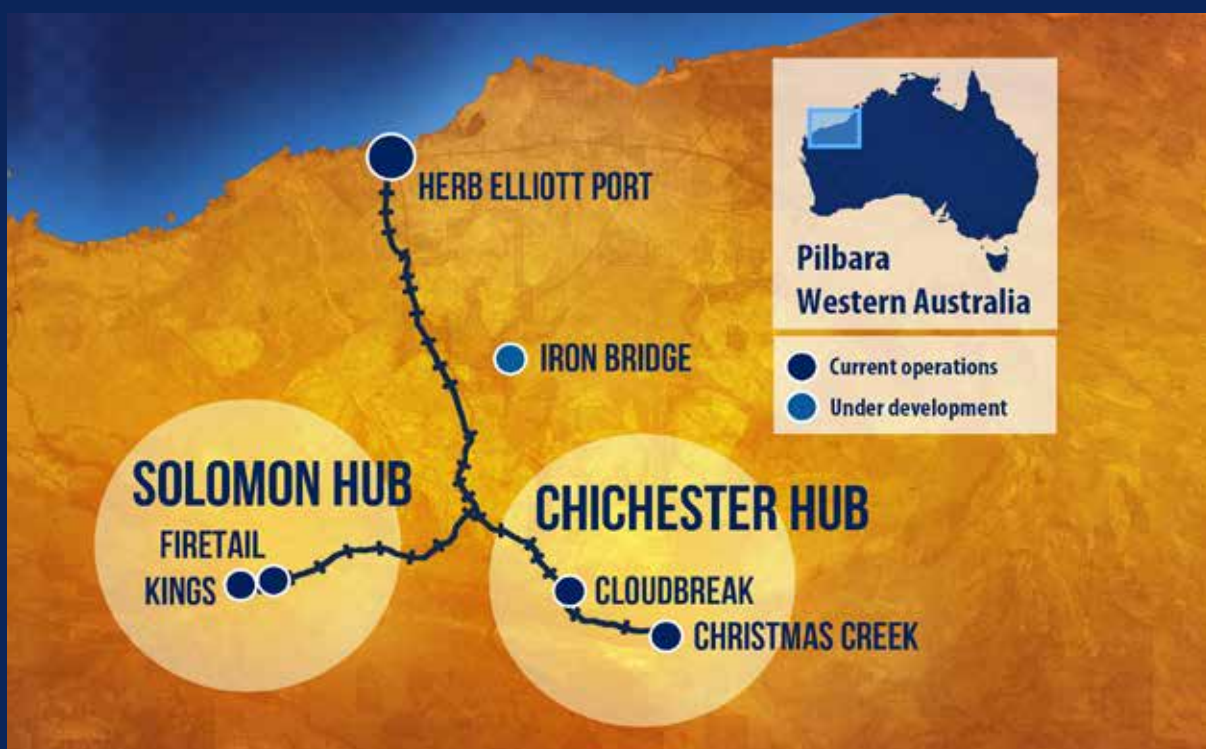 HERB ELLIOTT PORT
Pilbara
Western Australia
IRON BRIDGE
Current operations
Under development
SOLOMON HUB
FIRETAIL
KINGS
CHICHESTER HUB
CLOUDBREAK
CHRISTMAS CREEK